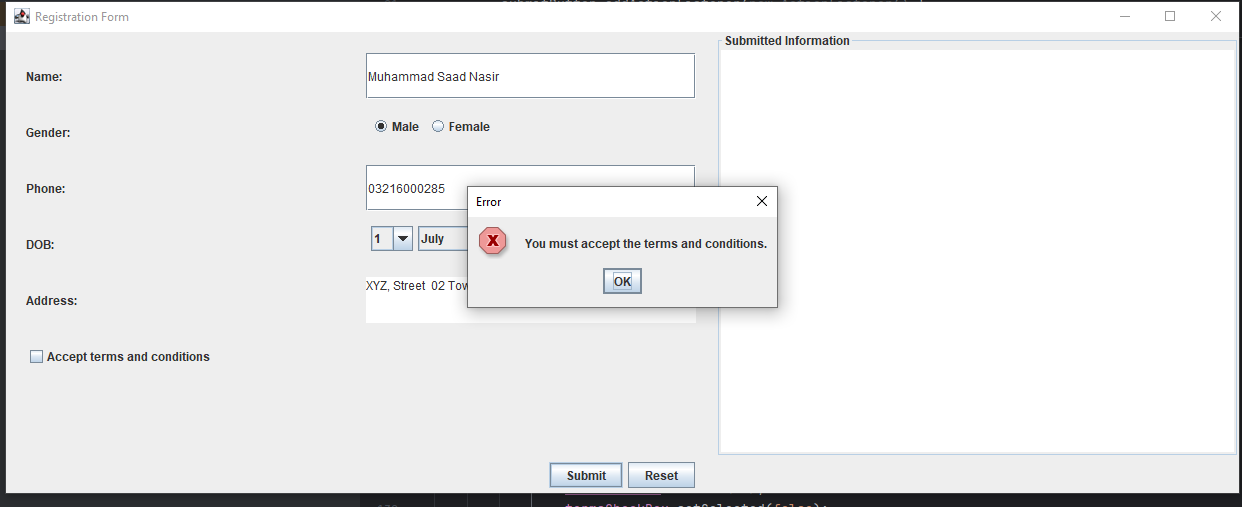 Registration Form
Submitted Information
Name:
Muhammad Saad Nasir
Gender:
Male Female
Phone:
03216000285
Error
You must accept the terms and conditions.
OK
DOB:
1 July
Address:
XYZ, Street 02 Tow
Accept terms and conditions
Submit Reset